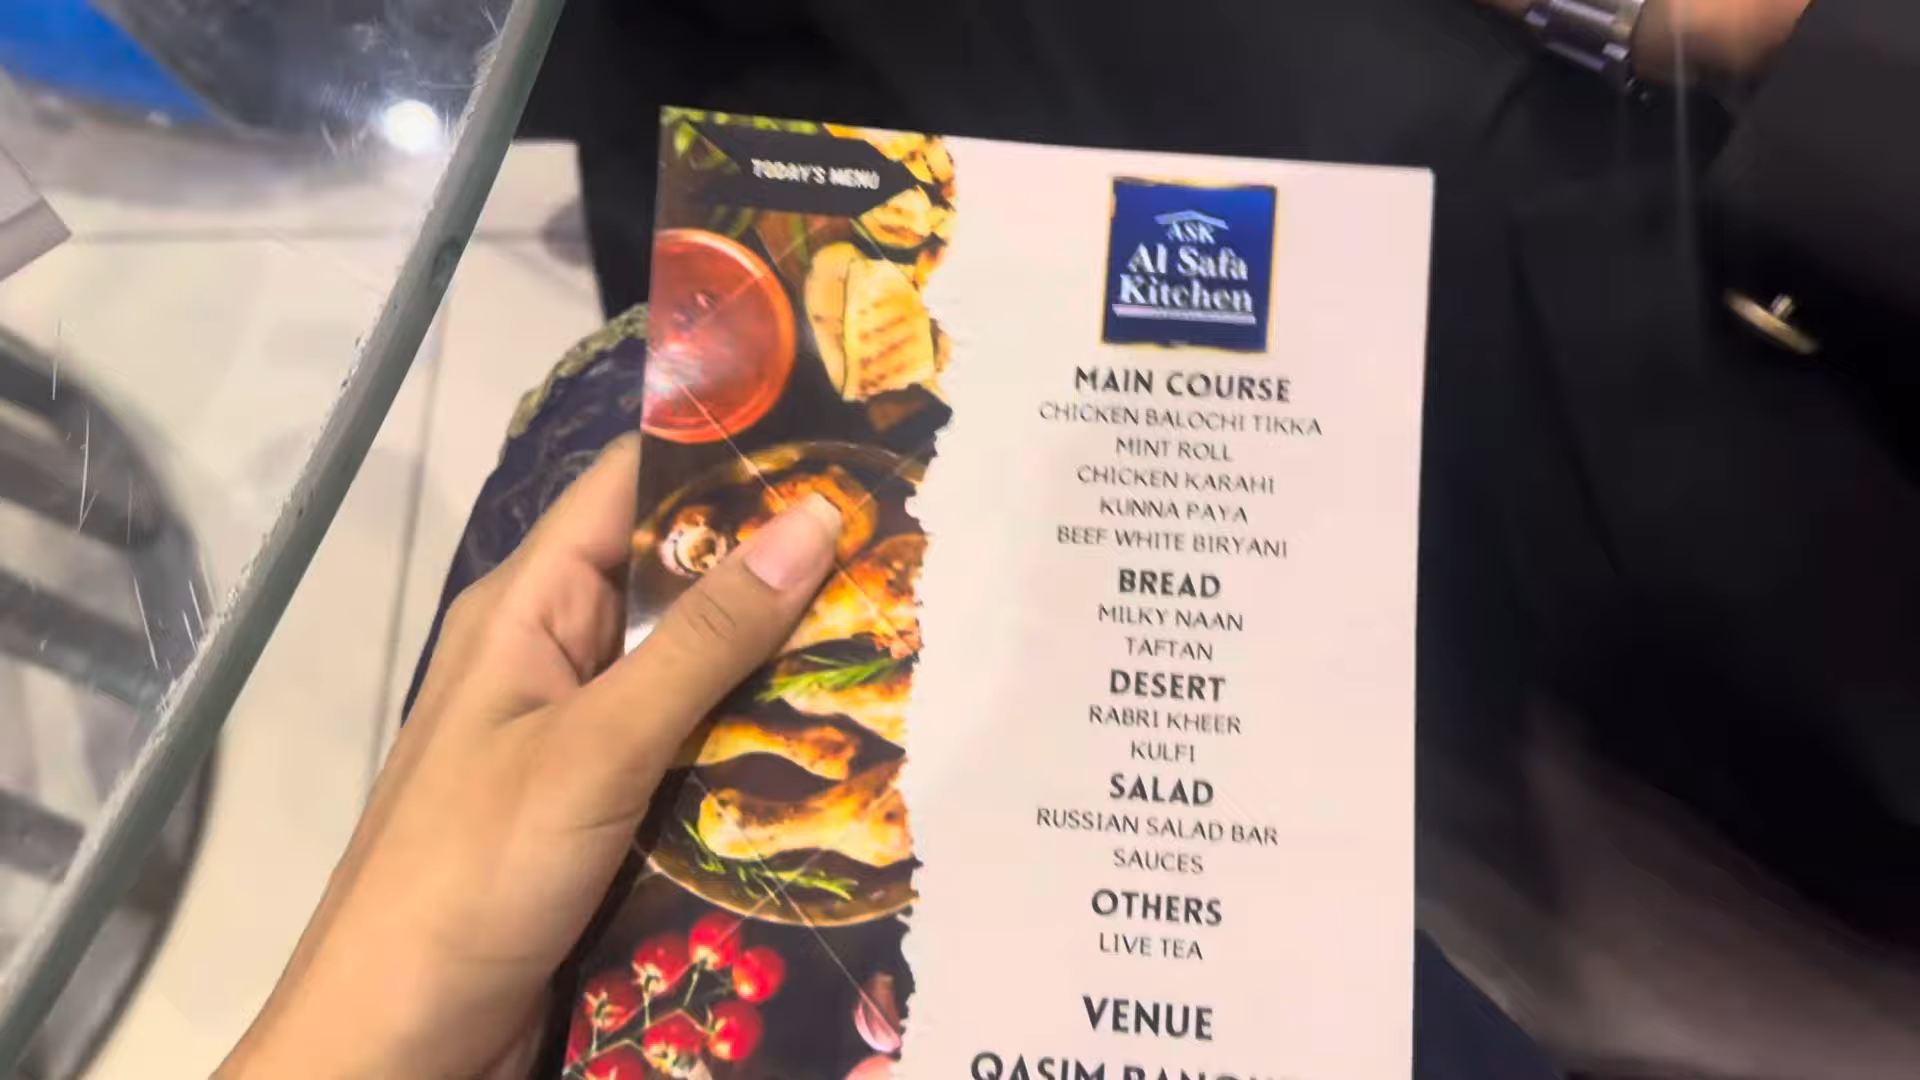 TODAY'S MENU
ASK
Al Safa
Kitchen
MAIN COURSE
CHICKEN BALOCHI TIKKA
MINT ROLL
CHICKEN KARAHI
KUNNA PAYA
BEEF WHITE BIRYANI
BREAD
MILKY NAAN
TAFTAN
DESERT
RABRI KHEER
KULFI
SALAD
RUSSIAN SALAD BAR
SAUCES
OTHERS
LIVE TEA
VENUE
QASIM